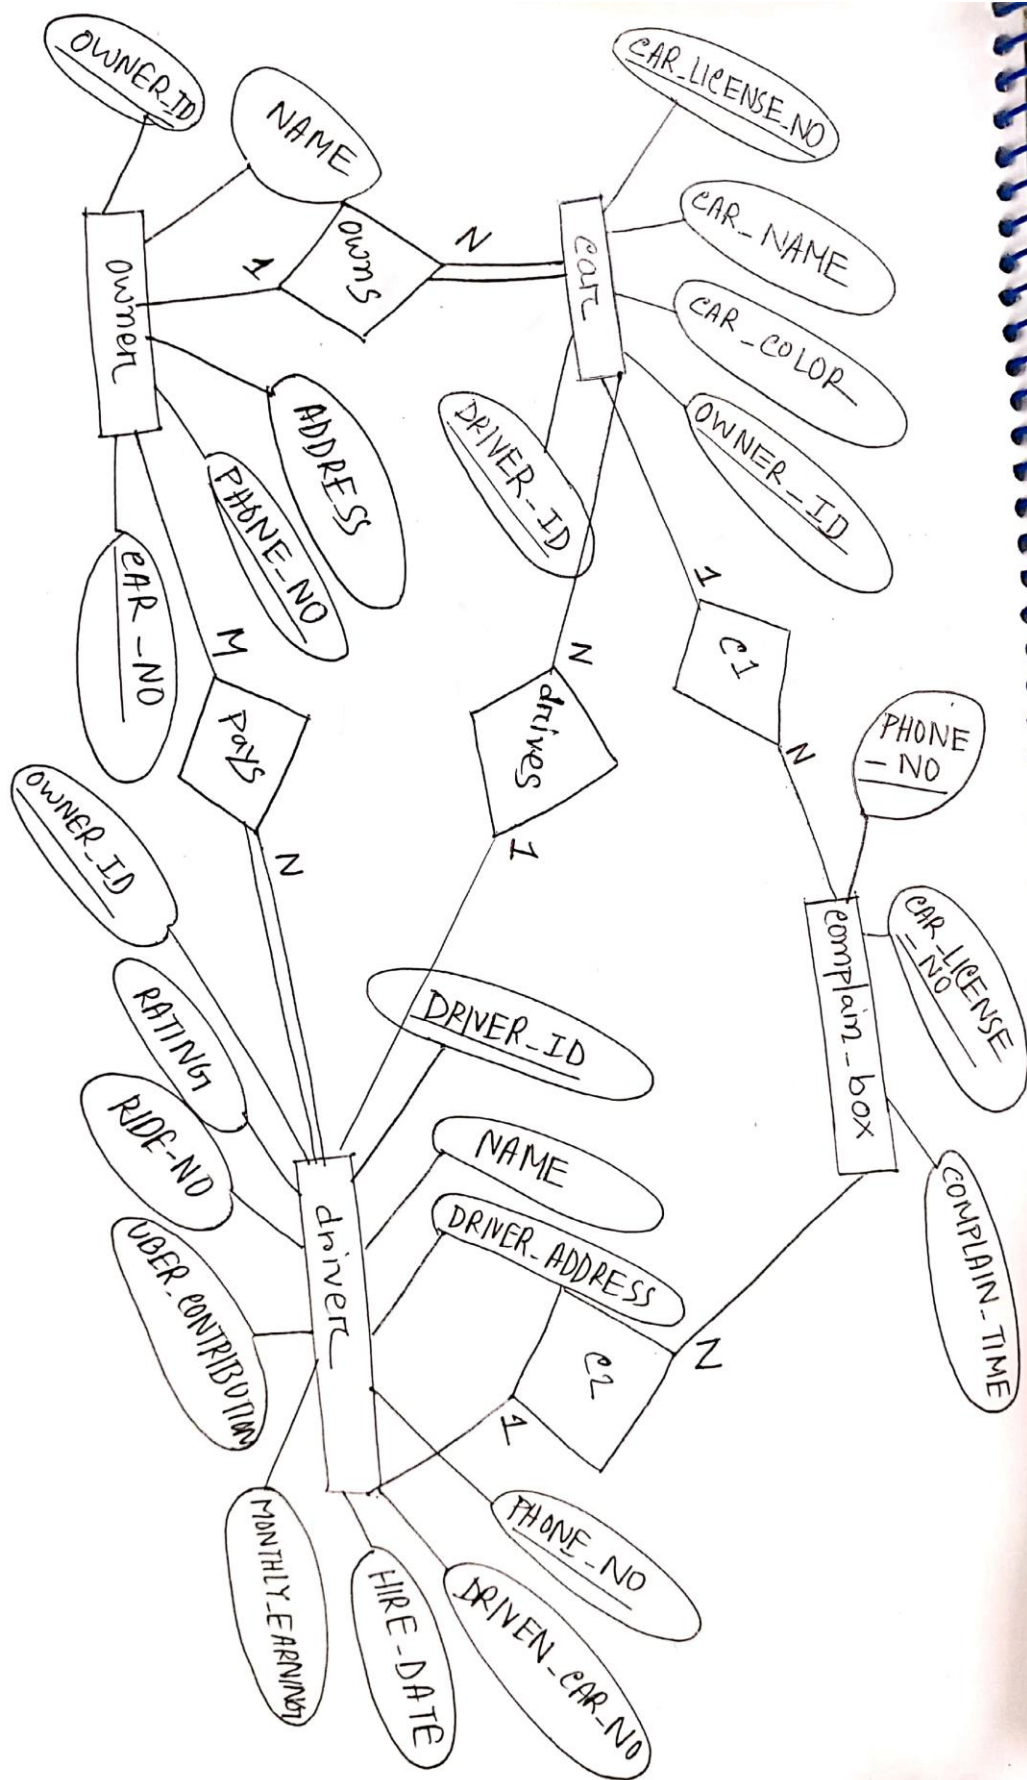 OWNER_ID
NAME
owner
1
owns
N
car
CAR_LICENSE_NO
CAR_NAME
CAR_COLOR
OWNER_ID
DRIVER_ID
ADDRESS
PHONE_NO
CAR_NO
M
pays
N
N
drives
1
1
C1
N
PHONE
_NO
complain_box
CAR_LICENSE
_NO
COMPLAIN_TIME
OWNER_ID
RATING
RIDE-NO
UBER_CONTRIBUTION
MONTHLY_EARNING
HIRE-DATE
DRIVEN_CAR_NO
PHONE_NO
driver
DRIVER_ID
NAME
DRIVER_ADDRESS
C2
1
N